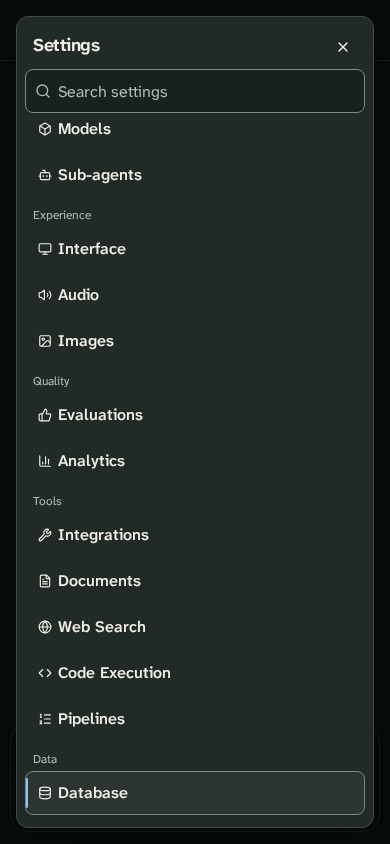 Settings
Search settings
Models
Sub-agents
Experience
Interface
Audio
Images
Quality
Evaluations
Analytics
Tools
Integrations
Documents
Web Search
Code Execution
Pipelines
Data
Database